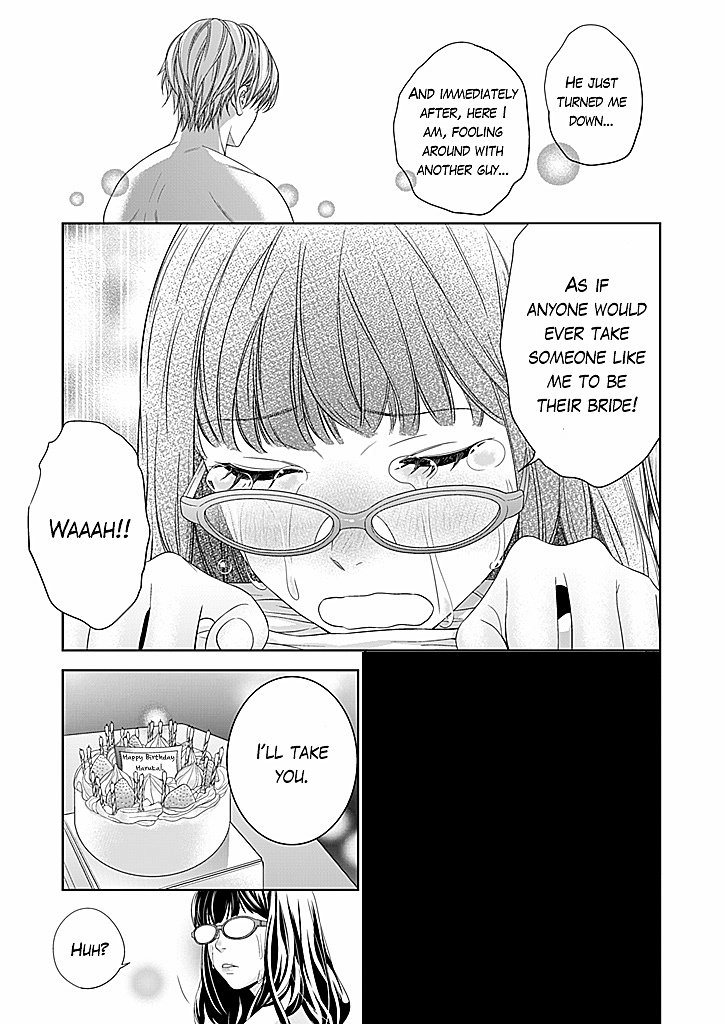 He just
turned me
down...
And immediately
after, here I
am, fooling
around with
another guy...
As if
anyone would
ever take
someone like
me to be
their bride!
Waaah!!
I'll take
you.
Happy Birthday
Haruka!
Huh?